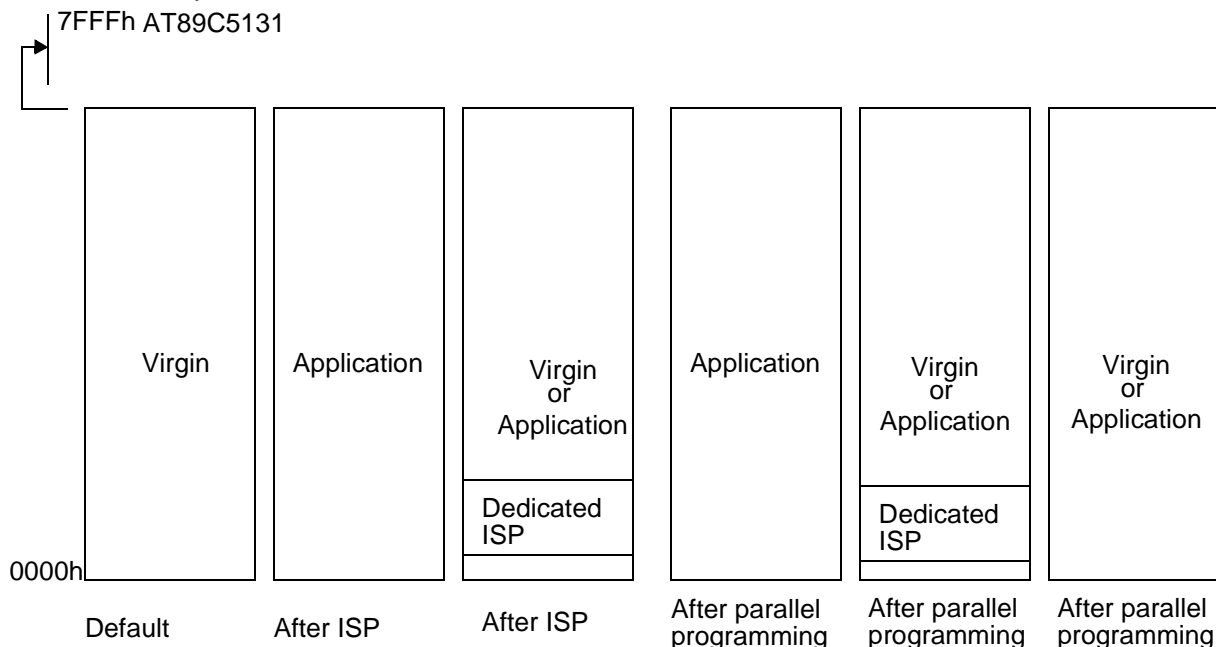 7FFFh AT89C5131
Virgin
Application
Virgin
or
Application
Application
Virgin
or
Application
Virgin
or
Application
Dedicated
ISP
Dedicated
ISP
0000h
Default
After ISP
After ISP
After parallel
programming
After parallel
programming
After parallel
programming